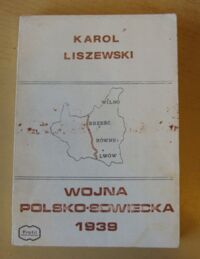 KAROL
LISZEWSKI
WILNO
BRZEŚĆ
RÓWNE
LWÓW
WOJNA
POLSKO-SOWIECKA
1939